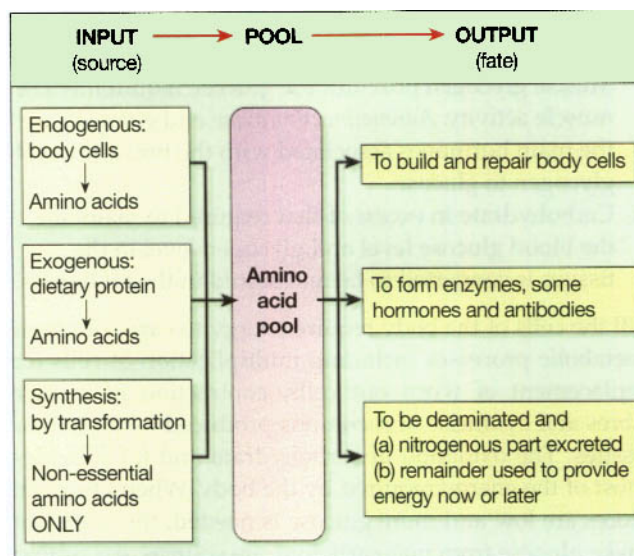 INPUT
(source)
POOL
OUTPUT
(fate)
Endogenous:
body cells
Amino acids
Exogenous:
dietary protein
Amino acids
Synthesis:
by transformation
Non-essential
amino acids
ONLY
Amino
acid
pool
To build and repair body cells
To form enzymes, some
hormones and antibodies
To be deaminated and
(a) nitrogenous part excreted
(b) remainder used to provide
energy now or later